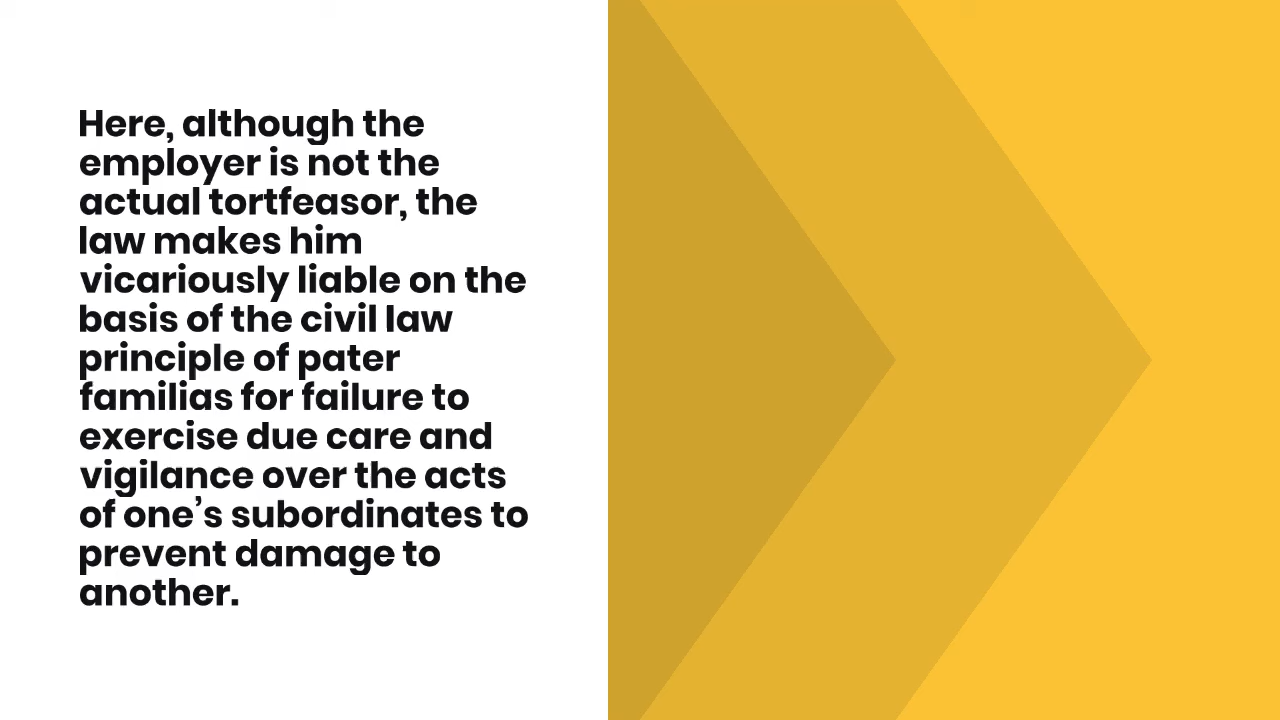 Here, although the
employer is not the
actual tortfeasor, the
law makes him
vicariously liable on the
basis of the civil law
principle of pater
familias for failure to
exercise due care and
vigilance over the acts
of one’s subordinates to
prevent damage to
another.